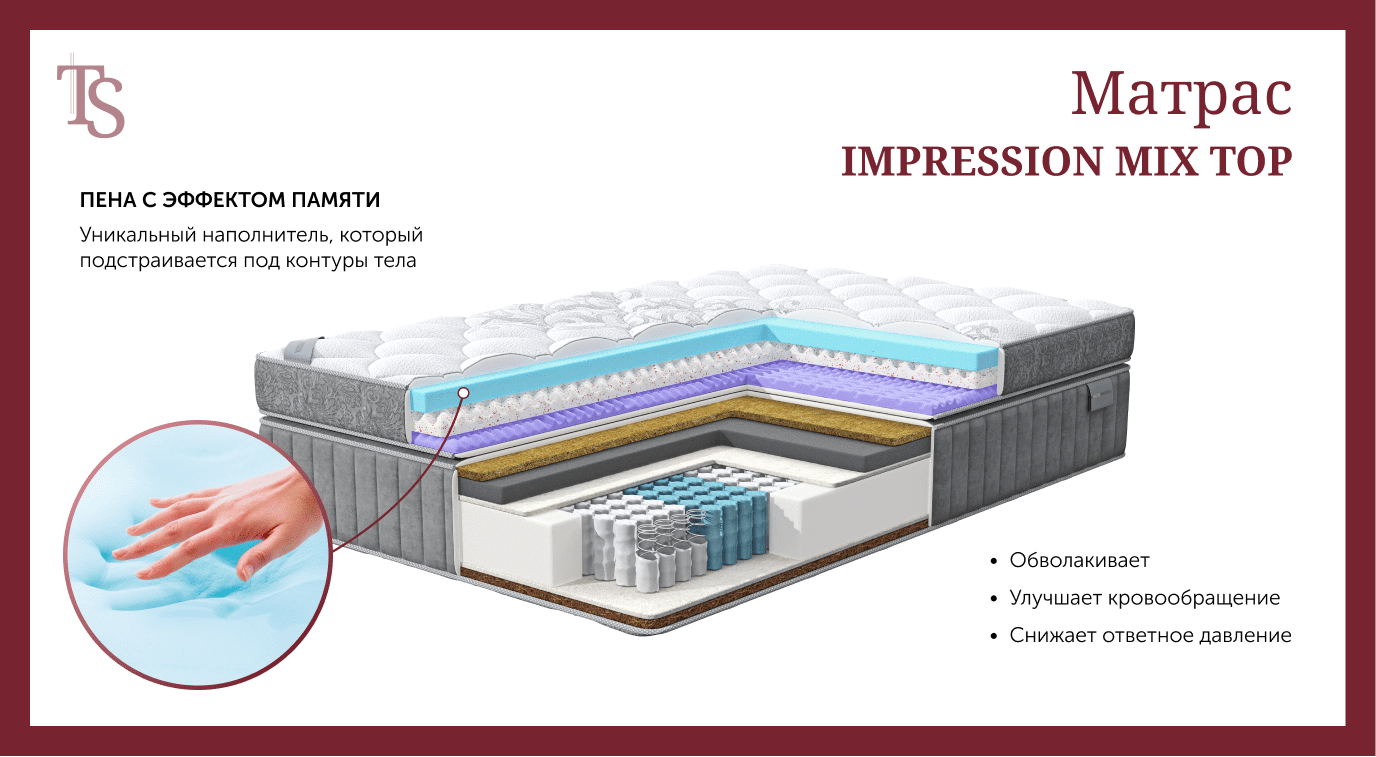 TS
Матрас
IMPRESSION MIX TOP
ПЕНА С ЭФФЕКТОМ ПАМЯТИ
Уникальный наполнитель, который
подстраивается под контуры тела
• Обволакивает
• Улучшает кровообращение
• Снижает ответное давление